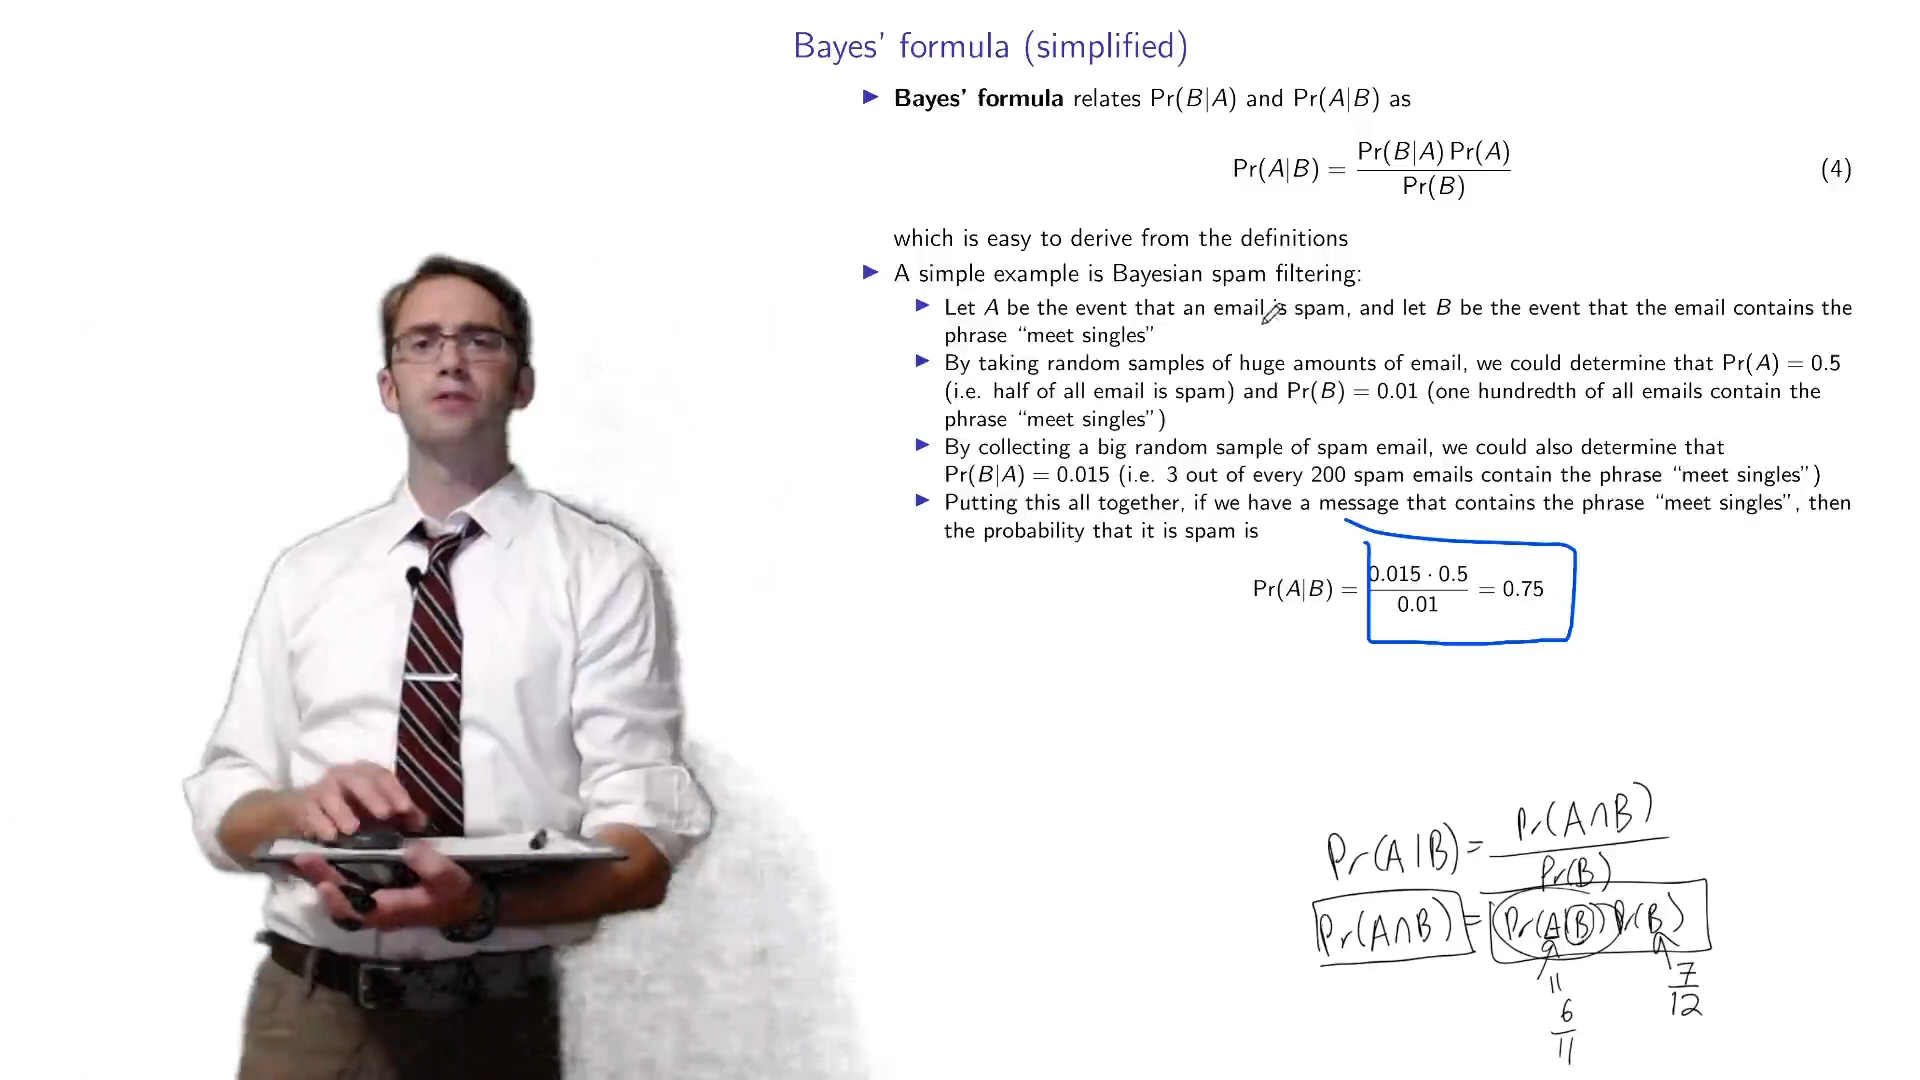 Bayes' formula (simplified)
▶ Bayes' formula relates Pr(B|A) and Pr(A|B) as
Pr(A|B) = Pr(B|A) Pr(A) / Pr(B) (4)
which is easy to derive from the definitions
▶ A simple example is Bayesian spam filtering:
▶ Let A be the event that an email is spam, and let B be the event that the email contains the
phrase “meet singles”
▶ By taking random samples of huge amounts of email, we could determine that Pr(A) = 0.5
(i.e. half of all email is spam) and Pr(B) = 0.01 (one hundredth of all emails contain the
phrase “meet singles”)
▶ By collecting a big random sample of spam email, we could also determine that
Pr(B|A) = 0.015 (i.e. 3 out of every 200 spam emails contain the phrase “meet singles”)
▶ Putting this all together, if we have a message that contains the phrase “meet singles”, then
the probability that it is spam is
Pr(A|B) = 0.015 · 0.5 / 0.01 = 0.75
Pr(A|B) = Pr(A∩B) / Pr(B)
Pr(A∩B) = Pr(A|B) Pr(B)
11
7/12
6/11